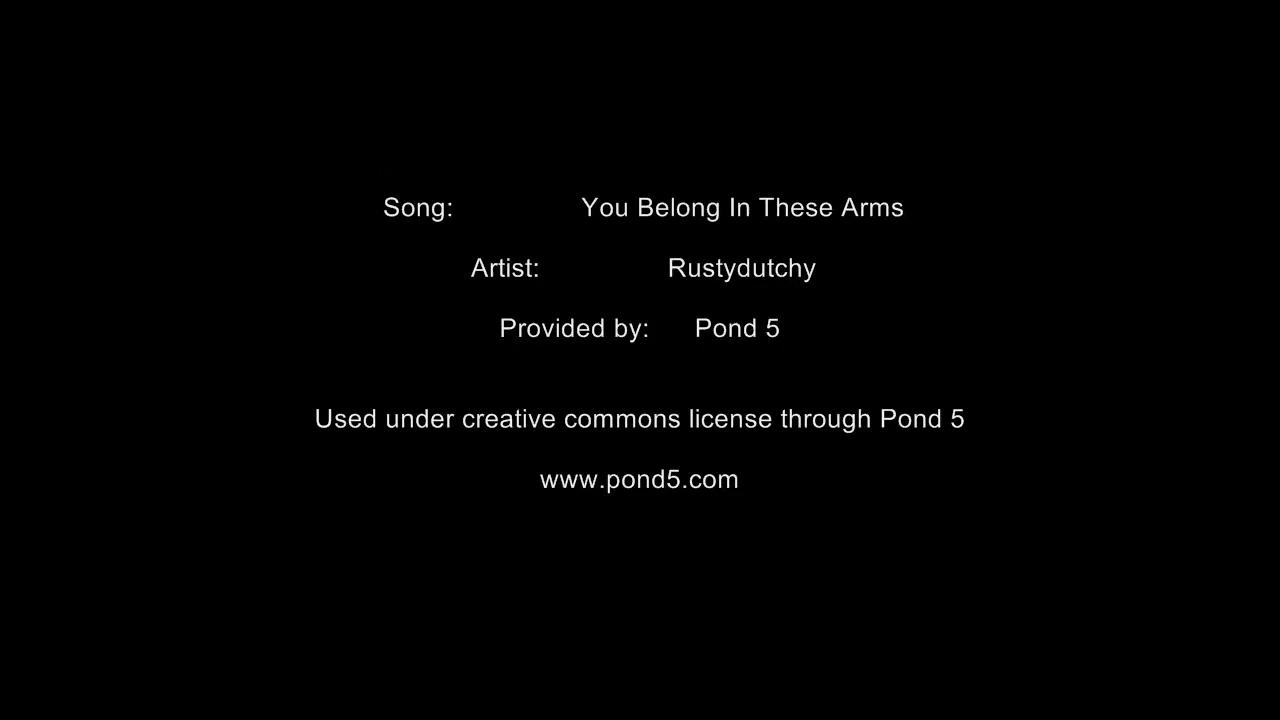 Song: You Belong In These Arms
Artist: Rustydutchy
Provided by: Pond 5
Used under creative commons license through Pond 5
www.pond5.com